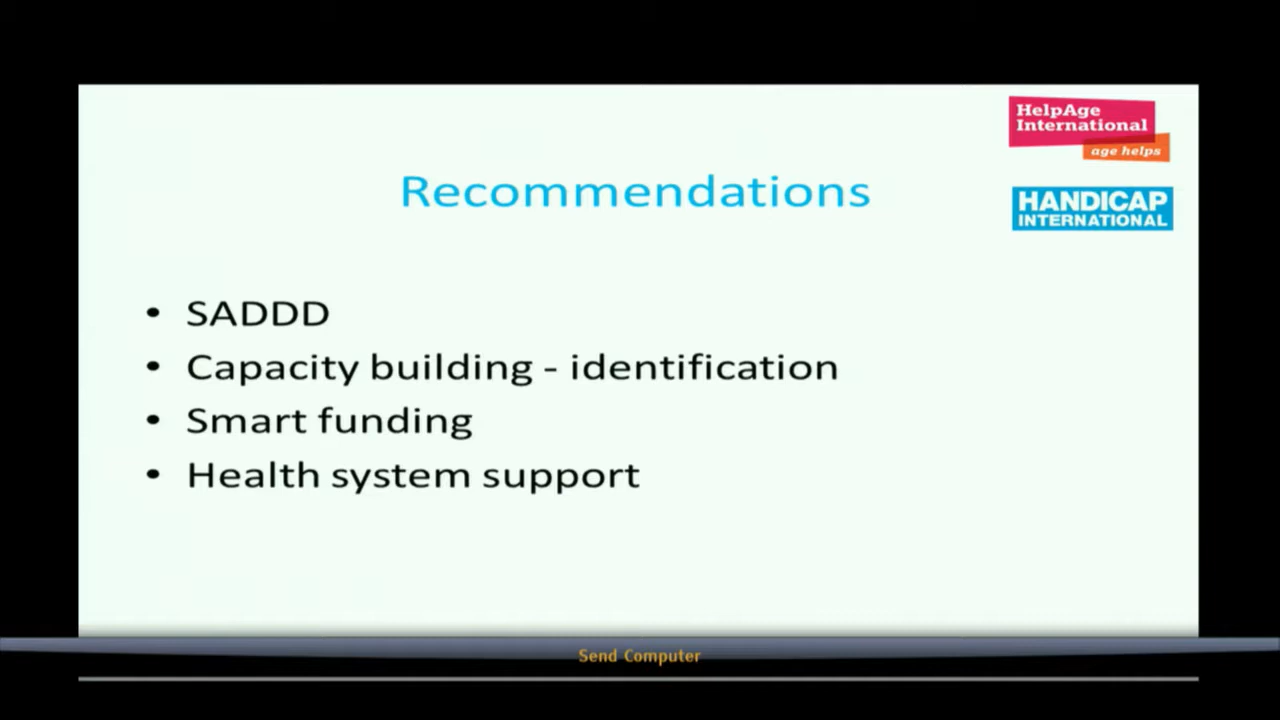 HelpAge
International
age helps
HANDICAP
INTERNATIONAL
Recommendations
• SADDD
• Capacity building - identification
• Smart funding
• Health system support
Send Computer